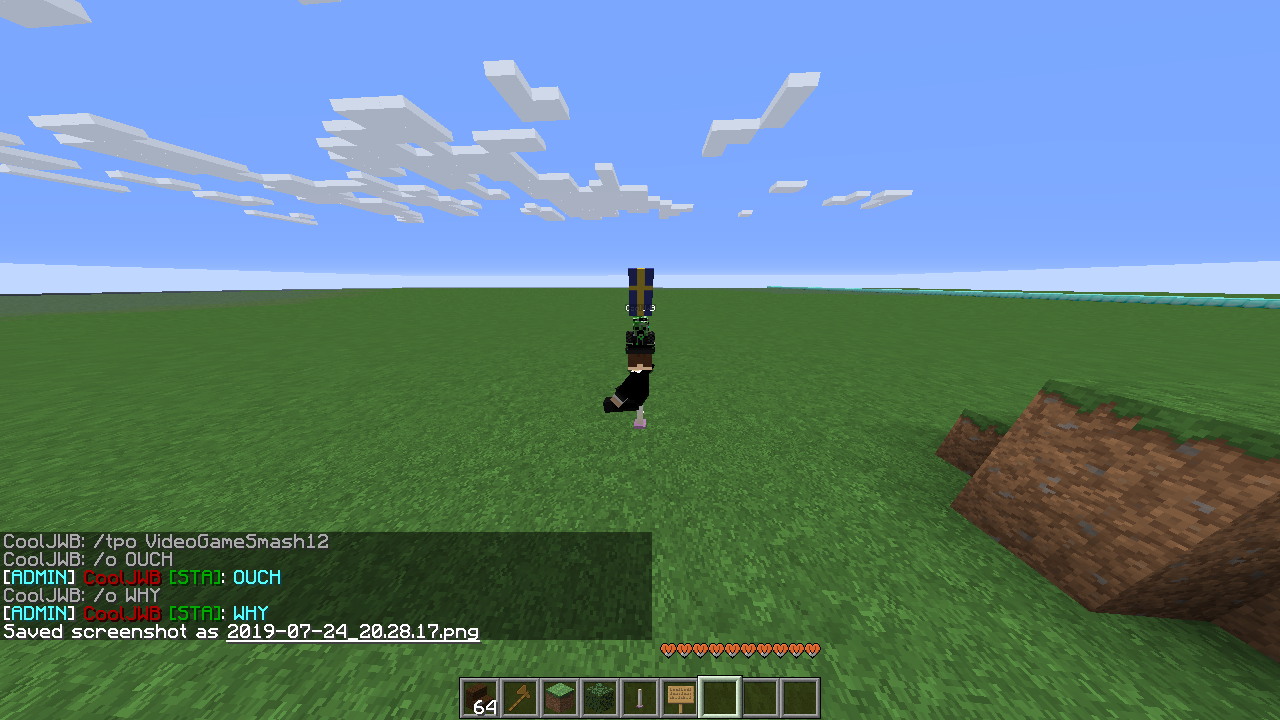 CoolJWB: /tpo VideoGameSmash12
CoolJWB: /o OUCH
[ADMIN] CoolJWB [STA]: OUCH
CoolJWB: /o WHY
[ADMIN] CoolJWB [STA]: WHY
Saved screenshot as 2019-07-24_20.28.17.png
64